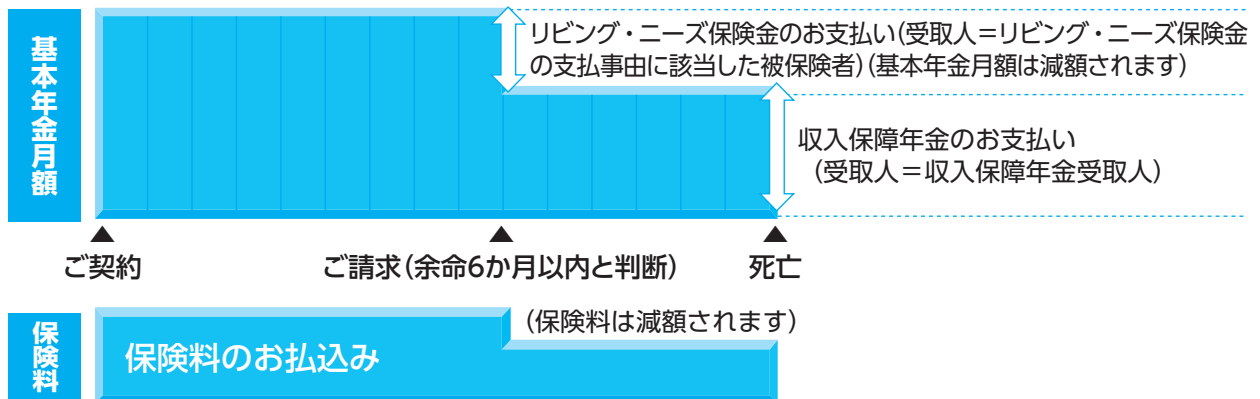 基本年金月額
リビング・ニーズ保険金のお支払い(受取人＝リビング・ニーズ保険金
の支払事由に該当した被保険者)(基本年金月額は減額されます)
収入保障年金のお支払い
(受取人＝収入保障年金受取人)
▲ ▲ ▲
ご契約 ご請求(余命6か月以内と判断) 死亡
保険料
(保険料は減額されます)
保険料のお払込み